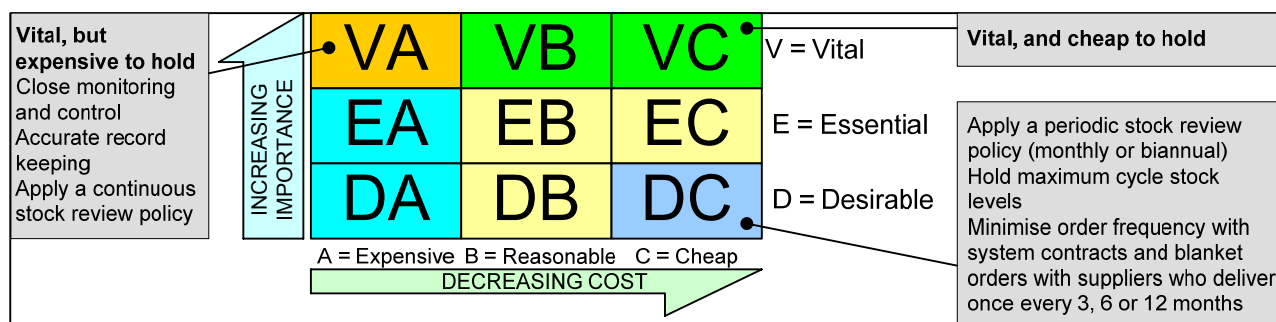 Vital, but
expensive to hold
Close monitoring
and control
Accurate record
keeping
Apply a continuous
stock review policy
INCREASING
IMPORTANCE
VA VB VC
EA EB EC
DA DB DC
V = Vital
E = Essential
D = Desirable
A = Expensive B = Reasonable C = Cheap
DECREASING COST
Vital, and cheap to hold
Apply a periodic stock review
policy (monthly or biannual)
Hold maximum cycle stock
levels
Minimise order frequency with
system contracts and blanket
orders with suppliers who deliver
once every 3, 6 or 12 months